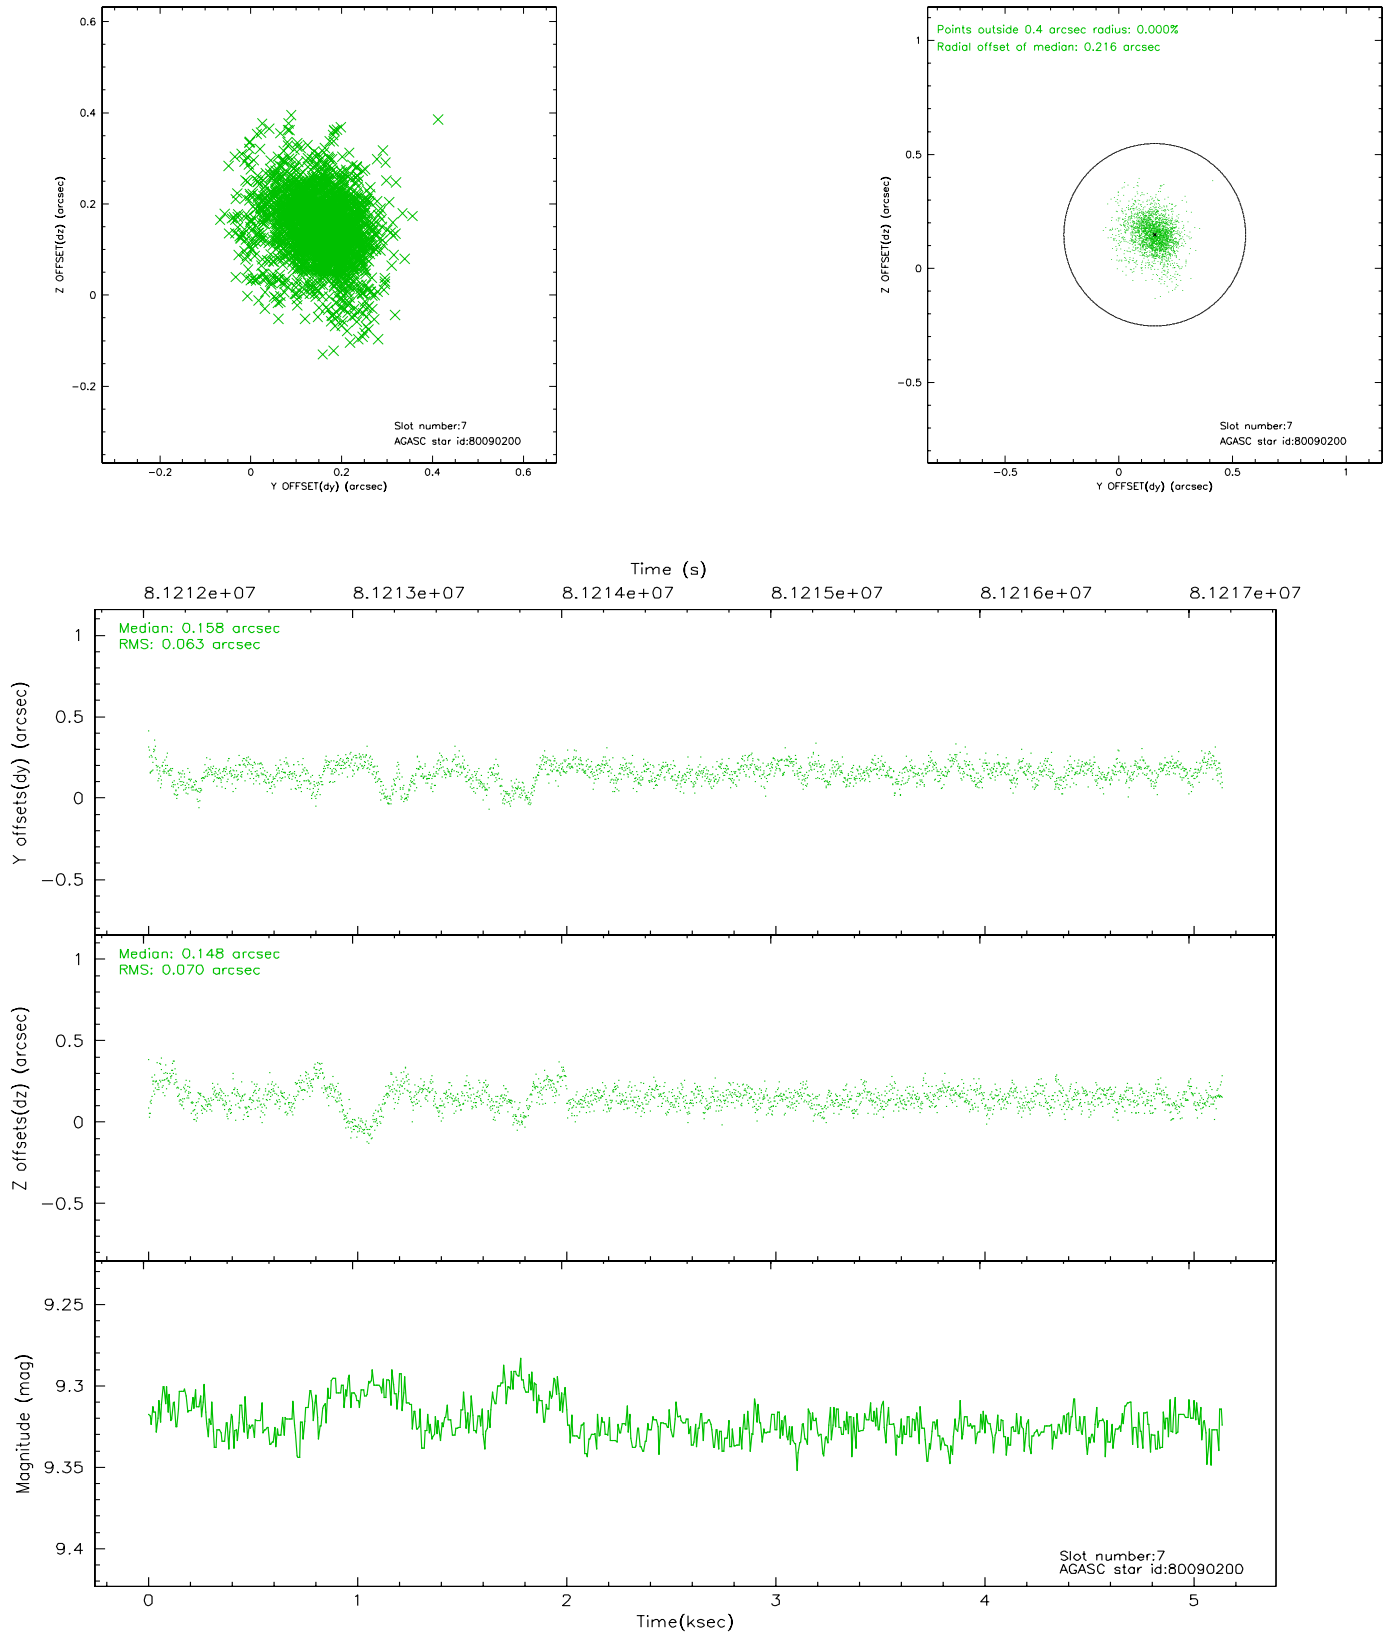 0.6
0.4
0.2
0
−0.2
Z OFFSET(dz) (arcsec)
−0.2 0 0.2 0.4 0.6
Y OFFSET(dy) (arcsec)
Slot number:7
AGASC star id:80090200
Points outside 0.4 arcsec radius: 0.000%
Radial offset of median: 0.216 arcsec
1
0.5
0
−0.5
Z OFFSET(dz) (arcsec)
−0.5 0 0.5 1
Y OFFSET(dy) (arcsec)
Slot number:7
AGASC star id:80090200
Time (s)
8.1212e+07 8.1213e+07 8.1214e+07 8.1215e+07 8.1216e+07 8.1217e+07
Median: 0.158 arcsec
RMS: 0.063 arcsec
1
0.5
0
−0.5
Y offsets(dy) (arcsec)
Median: 0.148 arcsec
RMS: 0.070 arcsec
1
0.5
0
−0.5
Z offsets(dz) (arcsec)
9.25
9.3
9.35
9.4
Magnitude (mag)
Slot number:7
AGASC star id:80090200
0 1 2 3 4 5
Time(ksec)